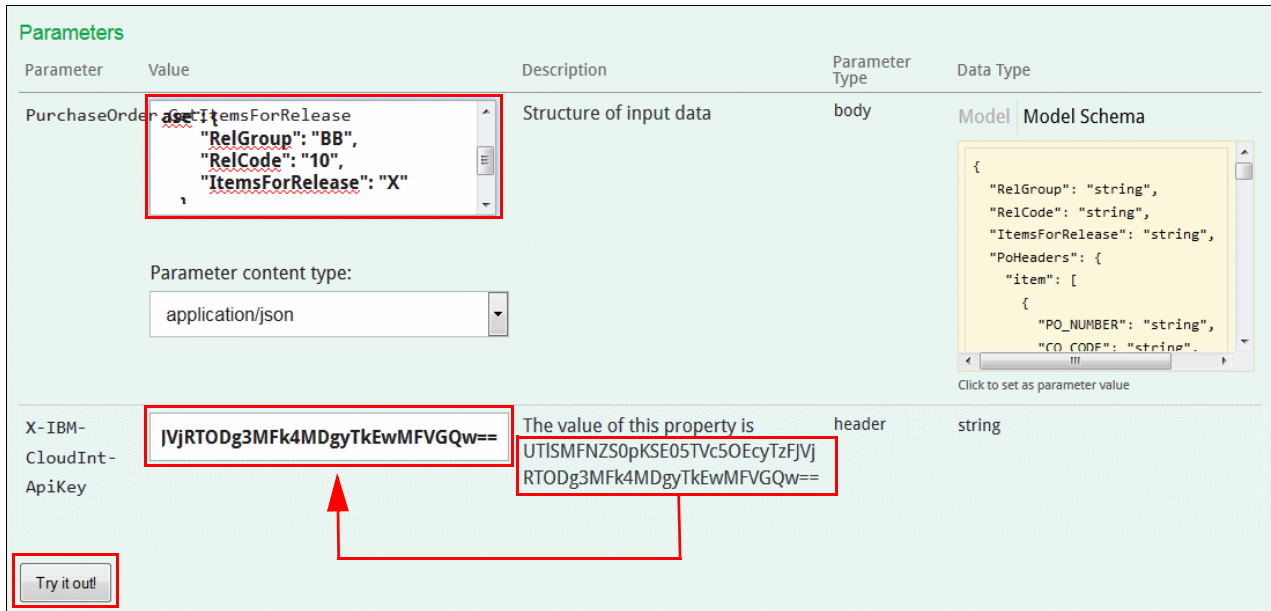 Parameters
Parameter Value Description Parameter Type Data Type
PurchaseOrder.GetItemsForRelease
ase": {
"RelGroup": "BB",
"RelCode": "10",
"ItemsForRelease": "X"
}
Structure of input data
body
Model Model Schema
{
"RelGroup": "string",
"RelCode": "string",
"ItemsForRelease": "string",
"PoHeaders": {
"item": [
{
"PO_NUMBER": "string",
"CO_CODE": "string",
Click to set as parameter value
Parameter content type:
application/json
X-IBM-
CloudInt-
ApiKey
JVjRTODg3MFk4MDgyTkEwMFVGQw==
The value of this property is
UTlSMFNZS0pKSE05TVc5OEcyTzFJVj
RTODg3MFk4MDgyTkEwMFVGQw==
header
string
Try it out!